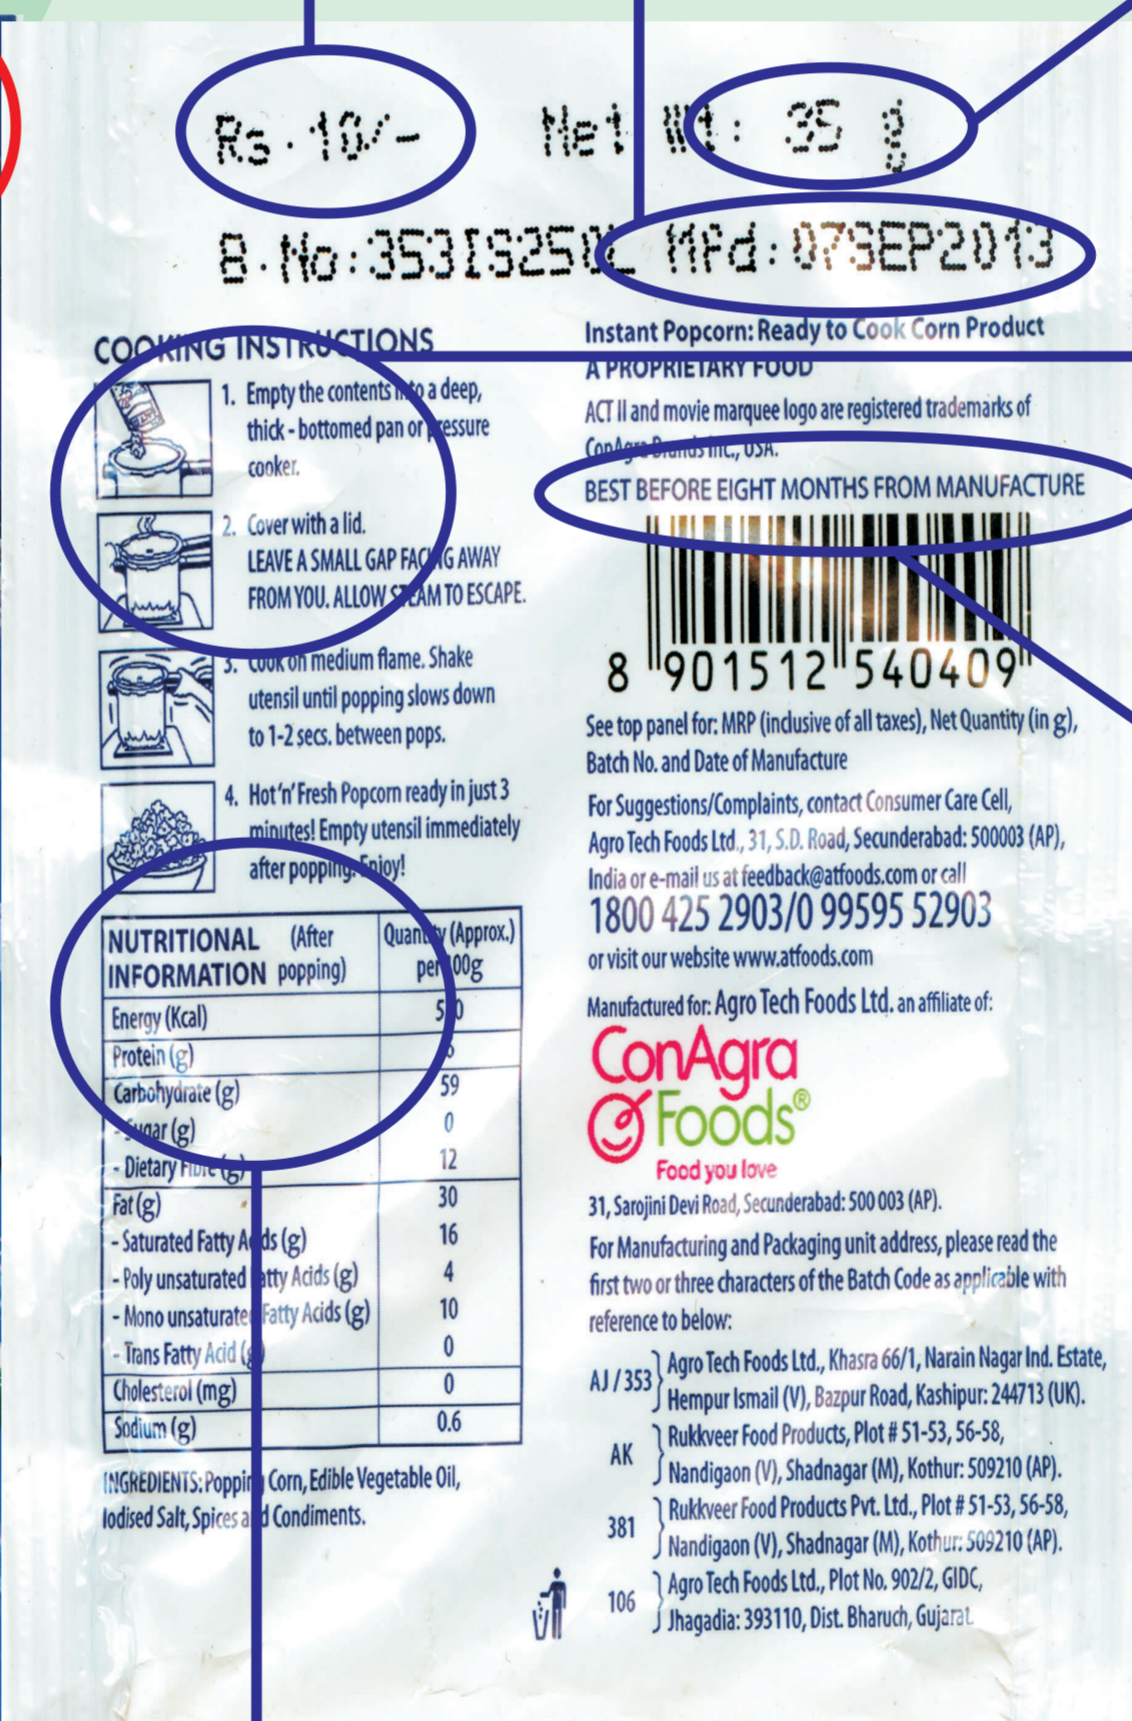 Rs. 10/- Net Wt: 35 g
B.No:353IS25 Mfd: 07SEP2013
COOKING INSTRUCTIONS
1. Empty the contents into a deep,
thick - bottomed pan or pressure
cooker.
2. Cover with a lid.
LEAVE A SMALL GAP FACING AWAY
FROM YOU. ALLOW STEAM TO ESCAPE.
3. Cook on medium flame. Shake
utensil until popping slows down
to 1-2 secs. between pops.
4. Hot'n'Fresh Popcorn ready in just 3
minutes! Empty utensil immediately
after popping. Enjoy!
NUTRITIONAL INFORMATION (After popping) Quantity (Approx.) per 100g
Energy (Kcal)
Protein (g)
Carbohydrate (g) 59
- Sugar (g) 0
- Dietary Fibre (g) 12
Fat (g) 30
- Saturated Fatty Acids (g) 16
- Poly unsaturated Fatty Acids (g) 4
- Mono unsaturated Fatty Acids (g) 10
- Trans Fatty Acid (g) 0
Cholesterol (mg) 0
Sodium (g) 0.6
INGREDIENTS: Popping Corn, Edible Vegetable Oil,
Iodised Salt, Spices and Condiments.
Instant Popcorn: Ready to Cook Corn Product
A PROPRIETARY FOOD
ACT II and movie marquee logo are registered trademarks of
ConAgra Brands Inc., USA.
BEST BEFORE EIGHT MONTHS FROM MANUFACTURE
8 901512 540409
See top panel for: MRP (inclusive of all taxes), Net Quantity (in g),
Batch No. and Date of Manufacture
For Suggestions/Complaints, contact Consumer Care Cell,
Agro Tech Foods Ltd., 31, S.D. Road, Secunderabad: 500003 (AP),
India or e-mail us at feedback@atfoods.com or call
1800 425 2903/0 99595 52903
or visit our website www.atfoods.com
Manufactured for: Agro Tech Foods Ltd. an affiliate of:
ConAgra
Foods®
Food you love
31, Sarojini Devi Road, Secunderabad: 500 003 (AP).
For Manufacturing and Packaging unit address, please read the
first two or three characters of the Batch Code as applicable with
reference to below:
AJ / 353 } Agro Tech Foods Ltd., Khasra 66/1, Narain Nagar Ind. Estate,
Hempur Ismail (V), Bazpur Road, Kashipur: 244713 (UK).
AK } Rukkveer Food Products, Plot # 51-53, 56-58,
Nandigaon (V), Shadnagar (M), Kothur: 509210 (AP).
381 } Rukkveer Food Products Pvt. Ltd., Plot # 51-53, 56-58,
Nandigaon (V), Shadnagar (M), Kothur: 509210 (AP).
106 } Agro Tech Foods Ltd., Plot No. 902/2, GIDC,
Jhagadia: 393110, Dist. Bharuch, Gujarat.